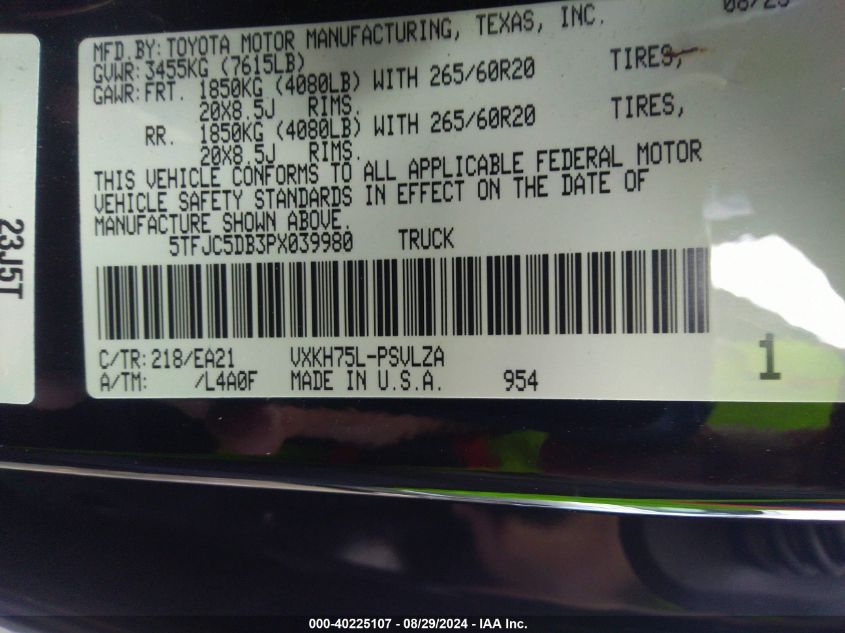 08/23
MFD. BY: TOYOTA MOTOR MANUFACTURING, TEXAS, INC.
GVWR: 3455KG (7615LB)
GAWR: FRT. 1850KG (4080LB) WITH 265/60R20 TIRES,
20X8.5J RIMS.
RR. 1850KG (4080LB) WITH 265/60R20 TIRES,
20X8.5J RIMS.
THIS VEHICLE CONFORMS TO ALL APPLICABLE FEDERAL MOTOR
VEHICLE SAFETY STANDARDS IN EFFECT ON THE DATE OF
MANUFACTURE SHOWN ABOVE.
5TFJC5DB3PX039980 TRUCK
C/TR: 218/EA21 VXKH75L-PSVLZA
A/TM: /L4A0F MADE IN U.S.A. 954
1
23J5T
000-40225107 - 08/29/2024 - IAA Inc.